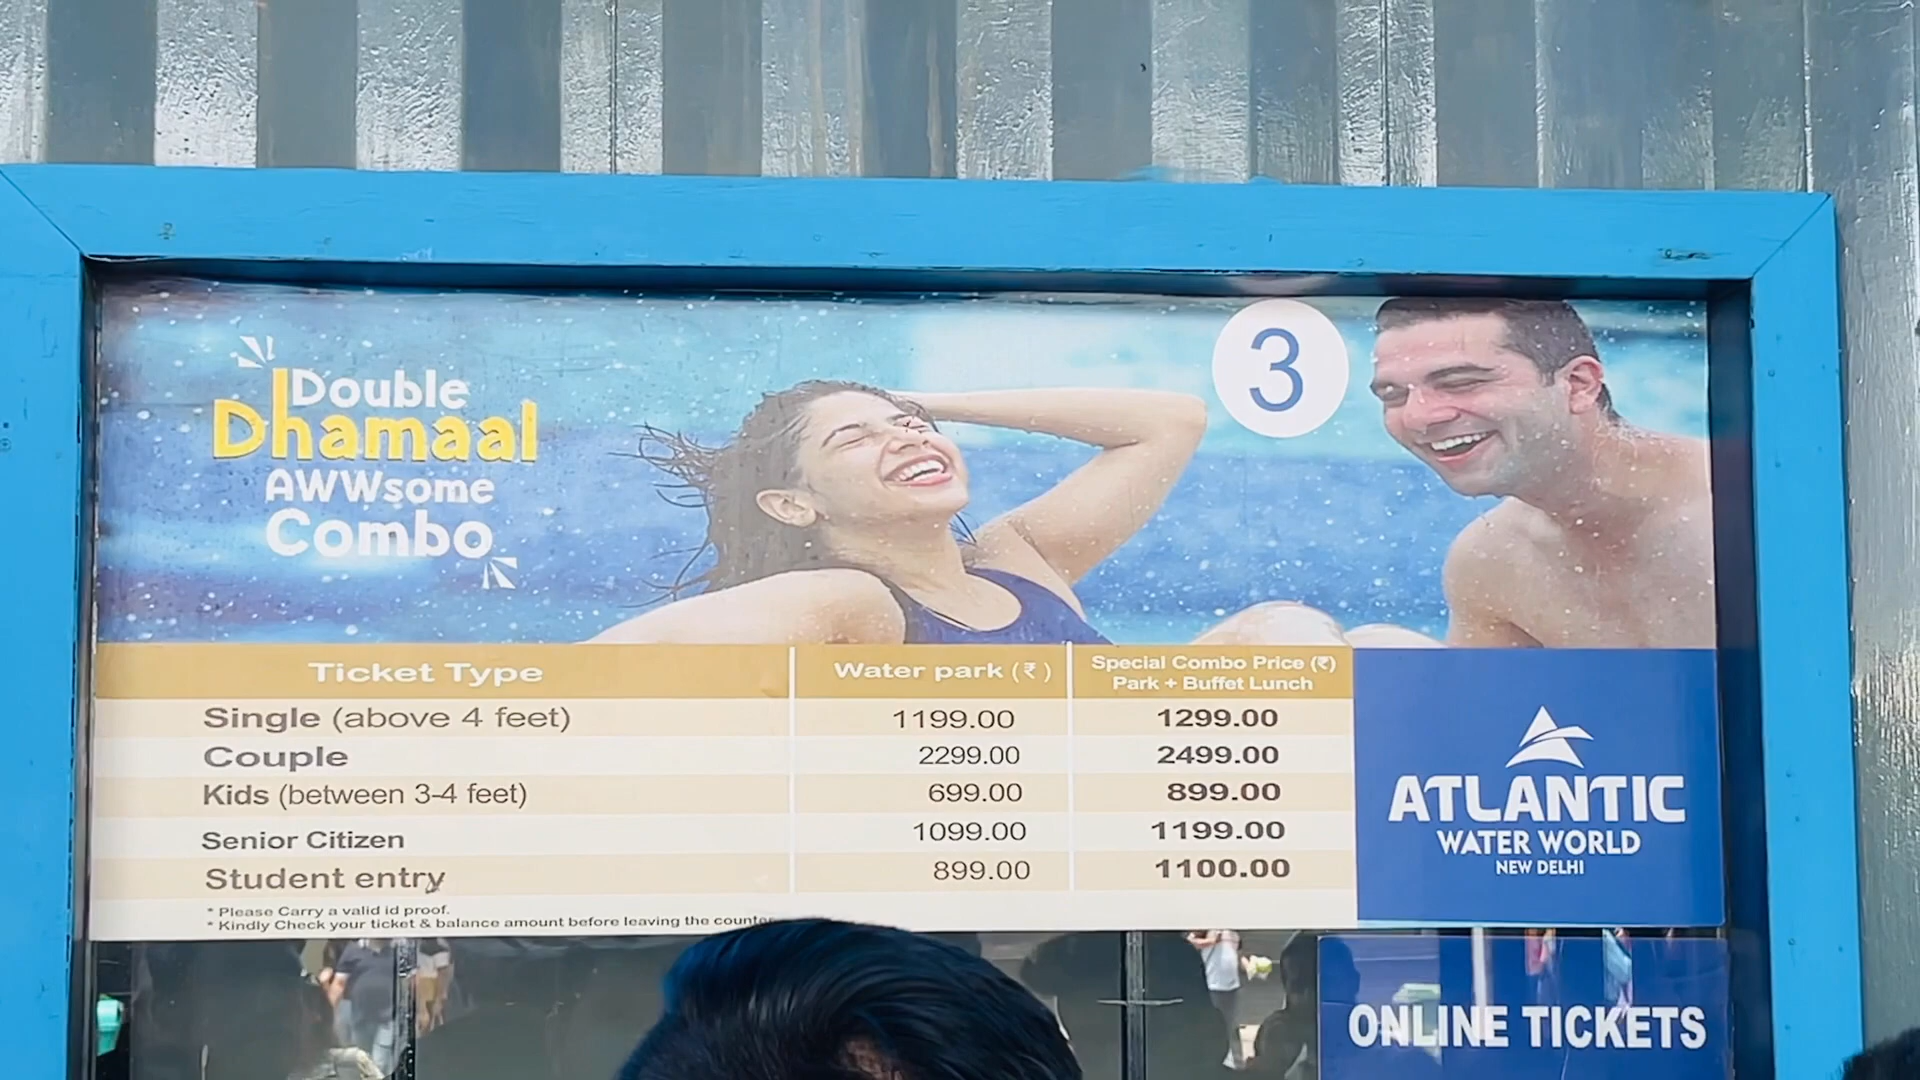 3
Double
Dhamaal
AWWsome
Combo
Ticket Type Water park (₹) Special Combo Price (₹) Park + Buffet Lunch
Single (above 4 feet) 1199.00 1299.00
Couple 2299.00 2499.00
Kids (between 3-4 feet) 699.00 899.00
Senior Citizen 1099.00 1199.00
Student entry 899.00 1100.00
* Please Carry a valid id proof.
* Kindly Check your ticket & balance amount before leaving the counter
ATLANTIC
WATER WORLD
NEW DELHI
ONLINE TICKETS